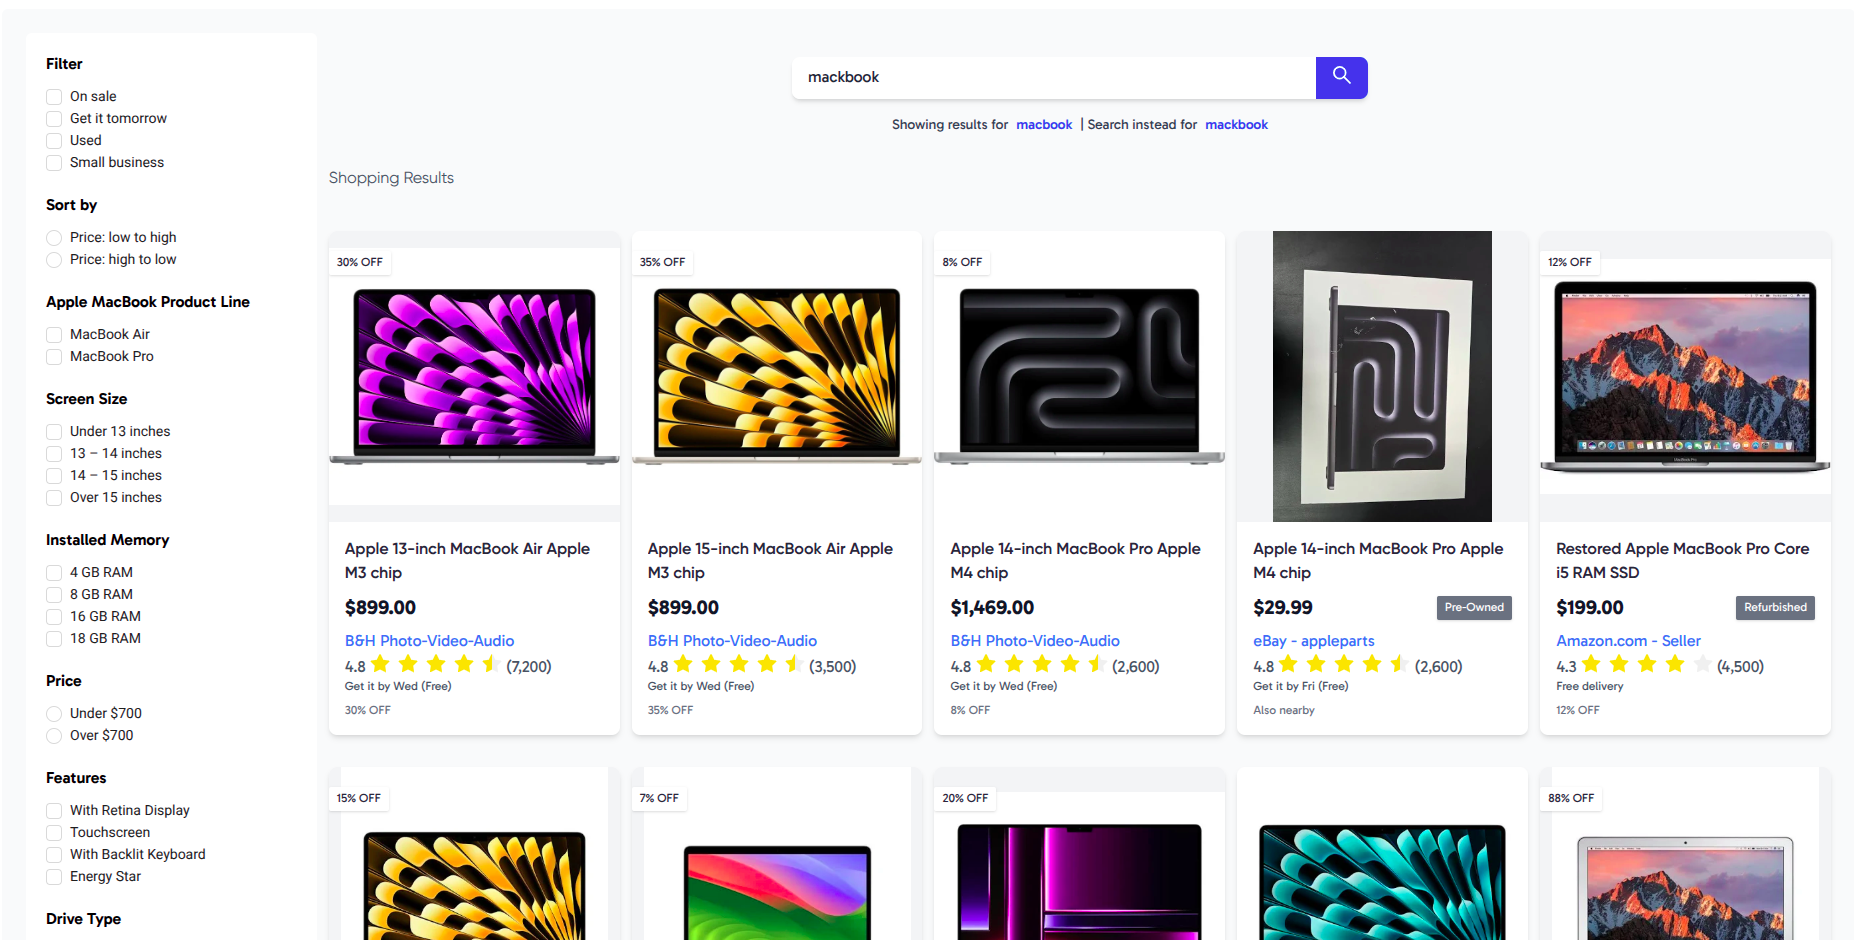 Filter
On sale
Get it tomorrow
Used
Small business
Sort by
Price: low to high
Price: high to low
Apple MacBook Product Line
MacBook Air
MacBook Pro
Screen Size
Under 13 inches
13 – 14 inches
14 – 15 inches
Over 15 inches
Installed Memory
4 GB RAM
8 GB RAM
16 GB RAM
18 GB RAM
Price
Under $700
Over $700
Features
With Retina Display
Touchscreen
With Backlit Keyboard
Energy Star
Drive Type
mackbook
Showing results for macbook | Search instead for mackbook
Shopping Results
30% OFF
Apple 13-inch MacBook Air Apple
M3 chip
$899.00
B&H Photo-Video-Audio
4.8 (7,200)
Get it by Wed (Free)
30% OFF
35% OFF
Apple 15-inch MacBook Air Apple
M3 chip
$899.00
B&H Photo-Video-Audio
4.8 (3,500)
Get it by Wed (Free)
35% OFF
8% OFF
Apple 14-inch MacBook Pro Apple
M4 chip
$1,469.00
B&H Photo-Video-Audio
4.8 (2,600)
Get it by Wed (Free)
8% OFF
Apple 14-inch MacBook Pro Apple
M4 chip
$29.99 Pre-Owned
eBay - appleparts
4.8 (2,600)
Get it by Fri (Free)
Also nearby
12% OFF
MacBook Pro
Restored Apple MacBook Pro Core
i5 RAM SSD
$199.00 Refurbished
Amazon.com - Seller
4.3 (4,500)
Free delivery
12% OFF
15% OFF
7% OFF
20% OFF
88% OFF